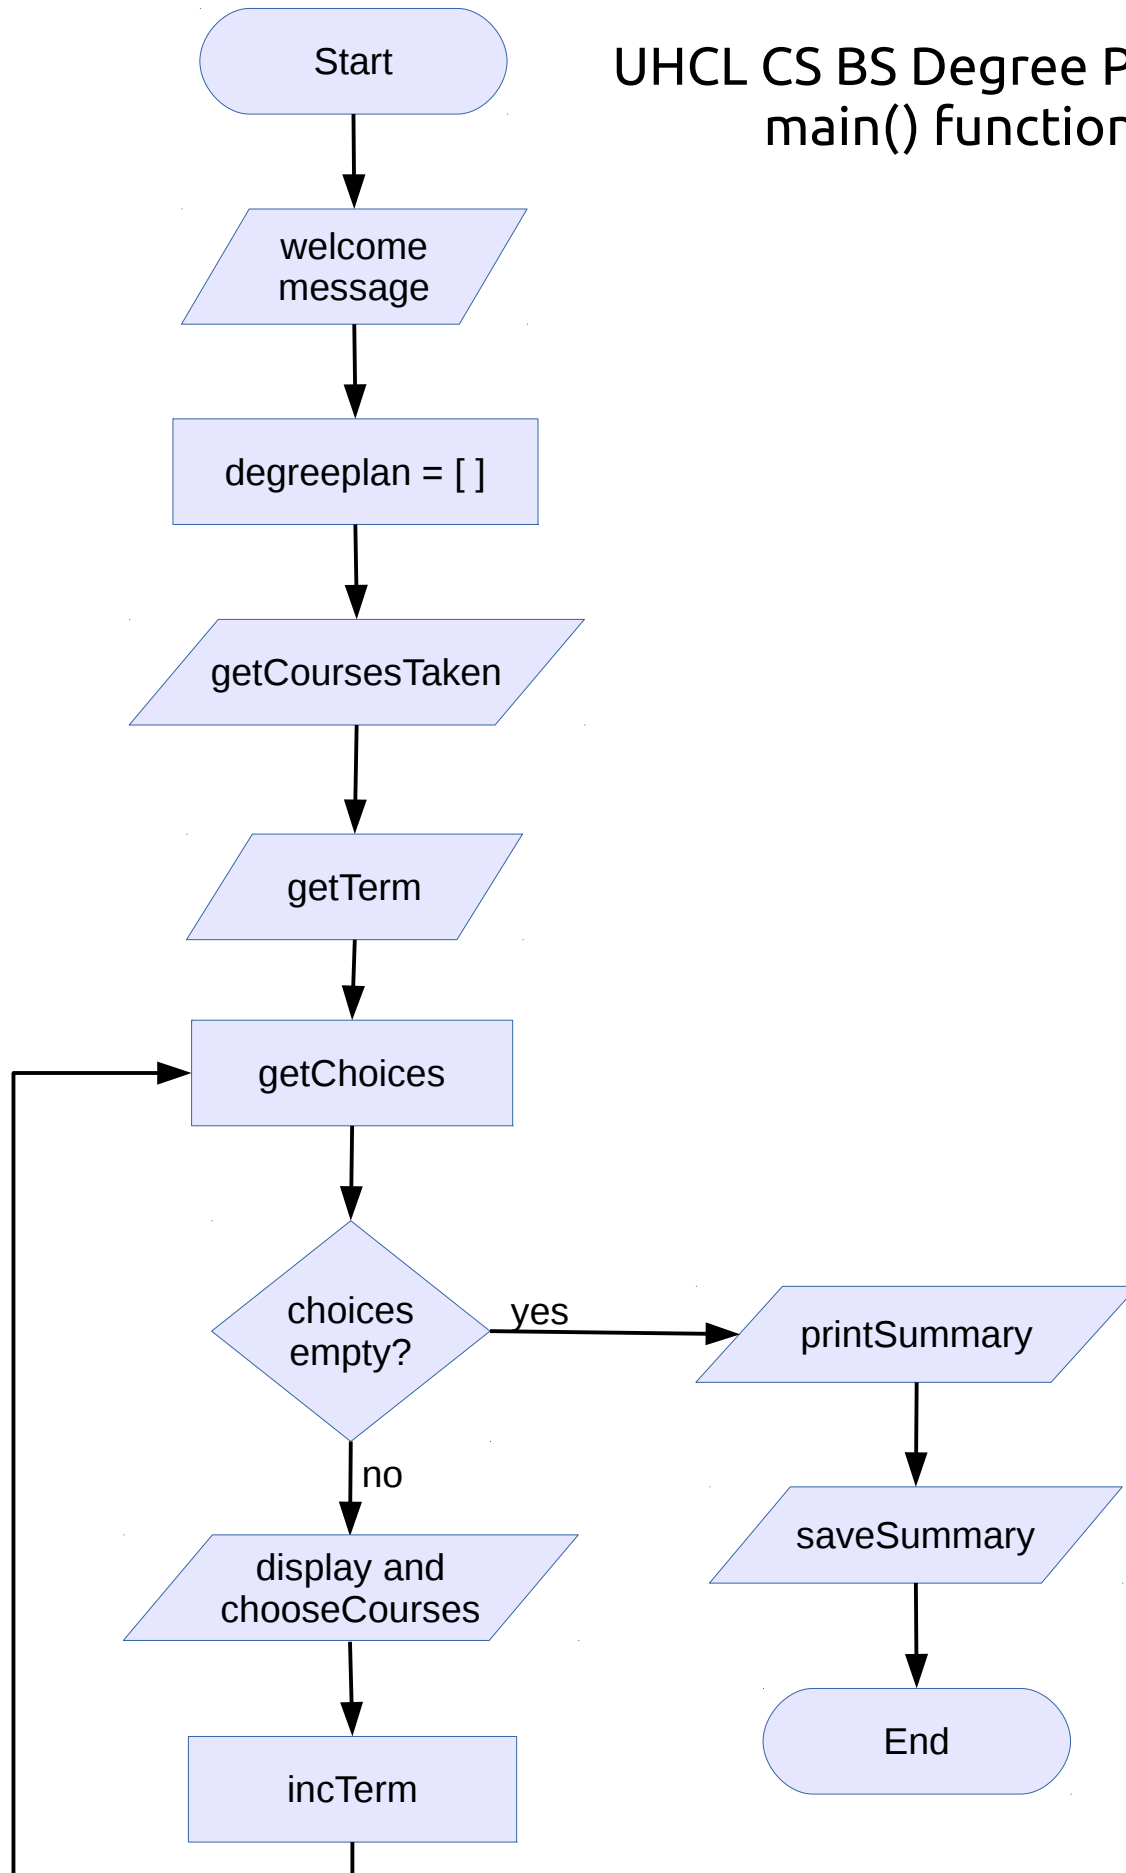 Start
UHCL CS BS Degree P
main() function
welcome
message
degreeplan = [ ]
getCoursesTaken
getTerm
getChoices
choices
empty?
yes
printSummary
no
saveSummary
display and
chooseCourses
End
incTerm